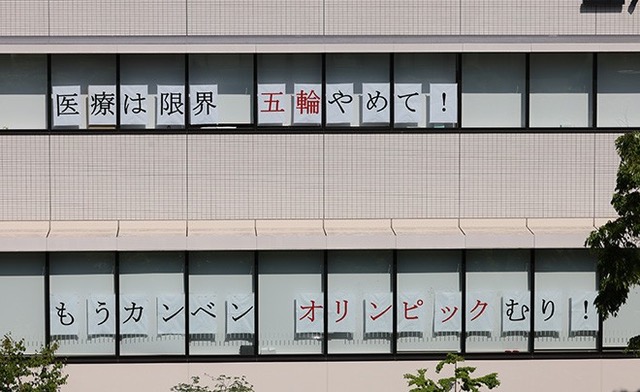 医療は限界 五輪やめて!
もうカンベン オリンピックむり!